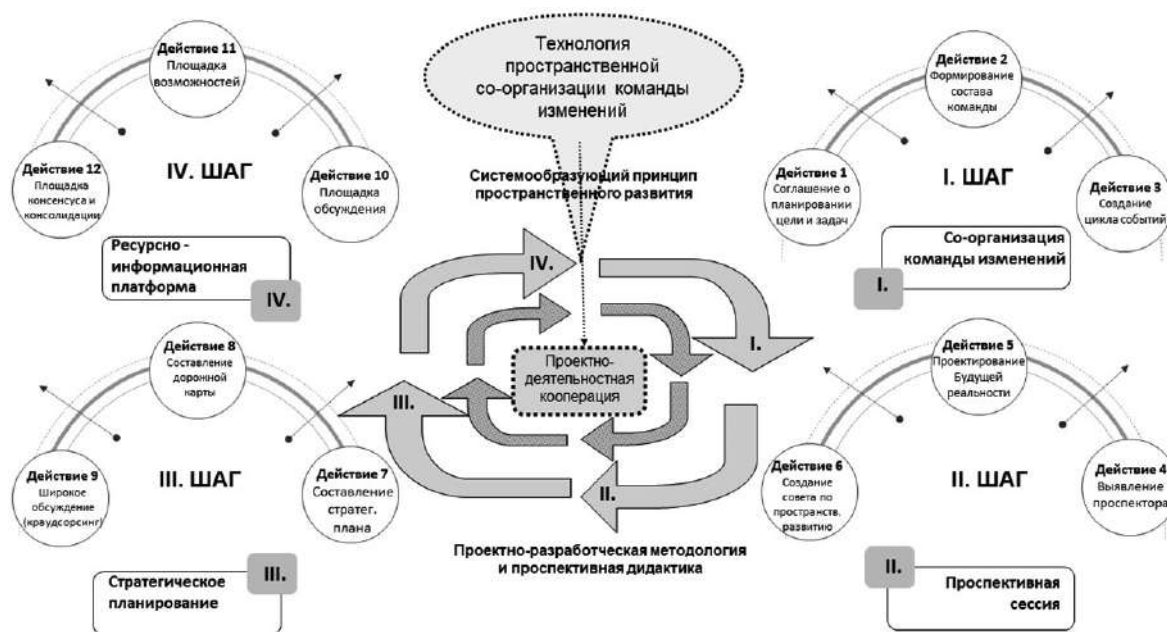 Технология
пространственной
со-организации команды
изменений
Системообразующий принцип
пространственного развития
Действие 11
Площадка
возможностей
Действие 12
Площадка
консенсуса и
консолидации
IV. ШАГ
Действие 10
Площадка
обсуждения
Ресурсно -
информационная
платформа
IV.
Действие 2
Формирование
состава
команды
Действие 1
Соглашение о
планировании
цели и задач
I. ШАГ
Действие 3
Создание
цикла событий
Со-организация
команды изменений
I.
IV.
I.
Проектно-
деятельностная
кооперация
III.
II.
Действие 8
Составление
дорожной
карты
Действие 9
Широкое
обсуждение
(краудсорсинг)
III. ШАГ
Действие 7
Составление
стратег.
плана
Стратегическое
планирование
III.
Действие 5
Проектирование
Будущей
реальности
Действие 6
Создание
совета по
пространств.
развитию
II. ШАГ
Действие 4
Выявление
проспектора
II.
Проспективная
сессия
Проектно-разработческая методология
и проспективная дидактика